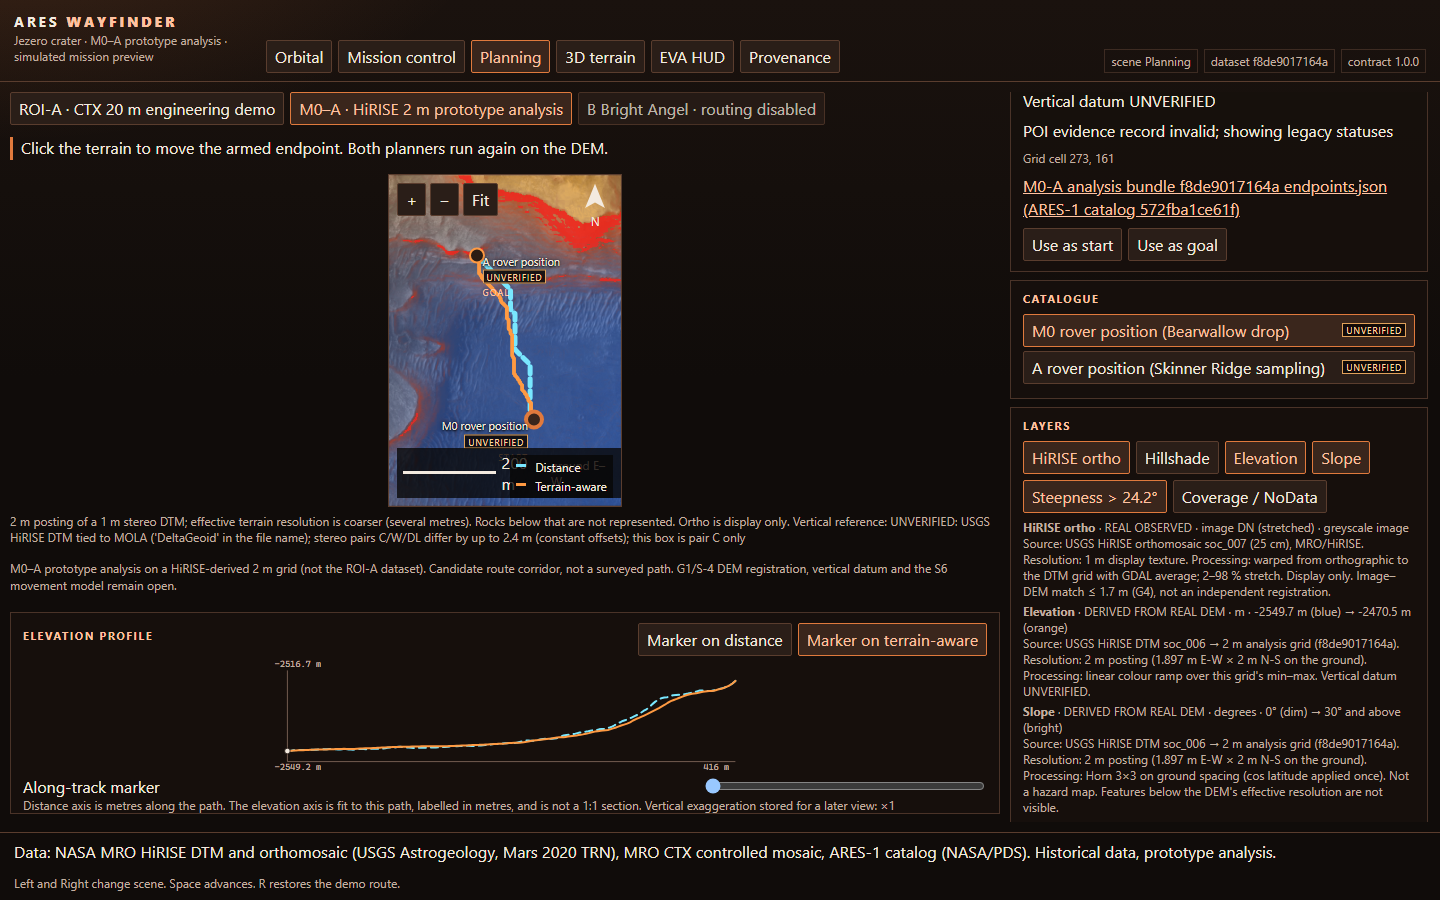 ARES WAYFINDER
Jezero crater · M0–A prototype analysis ·
simulated mission preview
Orbital
Mission control
Planning
3D terrain
EVA HUD
Provenance
scene Planning
dataset f8de9017164a
contract 1.0.0
ROI-A · CTX 20 m engineering demo
M0–A · HiRISE 2 m prototype analysis
B Bright Angel · routing disabled
Click the terrain to move the armed endpoint. Both planners run again on the DEM.
+
−
Fit
N
A rover position
UNVERIFIED
GOAL
M0 rover position
UNVERIFIED
200
m
Distance
Terrain-aware
2 m posting of a 1 m stereo DTM; effective terrain resolution is coarser (several metres). Rocks below that are not represented. Ortho is display only. Vertical reference: UNVERIFIED: USGS
HiRISE DTM tied to MOLA ('DeltaGeoid' in the file name); stereo pairs C/W/DL differ by up to 2.4 m (constant offsets); this box is pair C only
M0–A prototype analysis on a HiRISE-derived 2 m grid (not the ROI-A dataset). Candidate route corridor, not a surveyed path. G1/S-4 DEM registration, vertical datum and the S6
movement model remain open.
ELEVATION PROFILE
Marker on distance
Marker on terrain-aware
−2516.7 m
−2549.2 m
416 m
Along-track marker
Distance axis is metres along the path. The elevation axis is fit to this path, labelled in metres, and is not a 1:1 section. Vertical exaggeration stored for a later view: ×1
Vertical datum UNVERIFIED
POI evidence record invalid; showing legacy statuses
Grid cell 273, 161
M0-A analysis bundle f8de9017164a endpoints.json
(ARES-1 catalog 572fba1ce61f)
Use as start
Use as goal
CATALOGUE
M0 rover position (Bearwallow drop)
UNVERIFIED
A rover position (Skinner Ridge sampling)
UNVERIFIED
LAYERS
HiRISE ortho
Hillshade
Elevation
Slope
Steepness > 24.2°
Coverage / NoData
HiRISE ortho · REAL OBSERVED · image DN (stretched) · greyscale image
Source: USGS HiRISE orthomosaic soc_007 (25 cm), MRO/HiRISE.
Resolution: 1 m display texture. Processing: warped from orthographic to
the DTM grid with GDAL average; 2–98 % stretch. Display only. Image–
DEM match ≤ 1.7 m (G4), not an independent registration.
Elevation · DERIVED FROM REAL DEM · m · -2549.7 m (blue) → -2470.5 m
(orange)
Source: USGS HiRISE DTM soc_006 → 2 m analysis grid (f8de9017164a).
Resolution: 2 m posting (1.897 m E-W × 2 m N-S on the ground).
Processing: linear colour ramp over this grid's min–max. Vertical datum
UNVERIFIED.
Slope · DERIVED FROM REAL DEM · degrees · 0° (dim) → 30° and above
(bright)
Source: USGS HiRISE DTM soc_006 → 2 m analysis grid (f8de9017164a).
Resolution: 2 m posting (1.897 m E-W × 2 m N-S on the ground).
Processing: Horn 3×3 on ground spacing (cos latitude applied once). Not
a hazard map. Features below the DEM's effective resolution are not
visible.
Data: NASA MRO HiRISE DTM and orthomosaic (USGS Astrogeology, Mars 2020 TRN), MRO CTX controlled mosaic, ARES-1 catalog (NASA/PDS). Historical data, prototype analysis.
Left and Right change scene. Space advances. R restores the demo route.